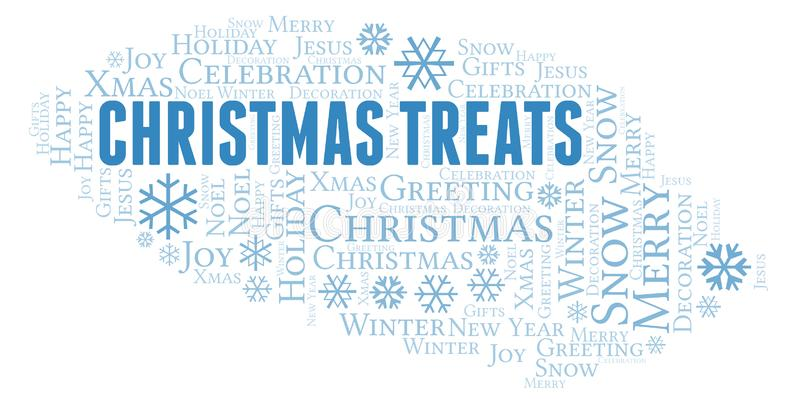 Snow Merry
Holiday
Holiday Jesus Snow Happy
Joy Decoration Christmas Gifts Jesus
Xmas Celebration Celebration
Noel Winter Decoration New Year
CHRISTMAS TREATS
Gifts Holiday Happy Happy Joy Gifts Jesus
Greeting Christmas Merry Celebration New Year Snow Celebration Merry Happy
Snow Noel Noel Happy Gifts Holiday Winter
Xmas Greeting Celebration
Joy Christmas Decoration
Christmas
Greeting
Christmas
Joy
Xmas
New Year Xmas Noel Xmas Greeting Winter Winter Decoration Snow Christmas Merry Decoration Noel Holiday Jesus
Jesus
Gifts
Winter New Year Merry
Winter Joy Greeting
Celebration
Snow
Merry